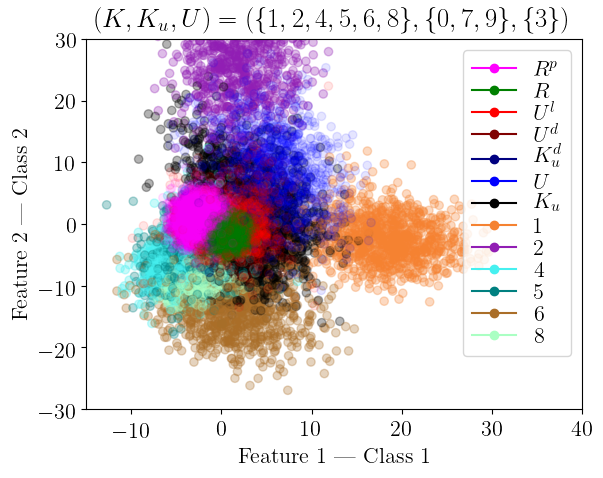 (K, K_u, U) = ({1, 2, 4, 5, 6, 8}, {0, 7, 9}, {3})
30
20
10
0
−10
−20
−30
Feature 2 — Class 2
R^p
R
U^l
U^d
K_u^d
U
K_u
1
2
4
5
6
8
−10
0
10
20
30
40
Feature 1 — Class 1